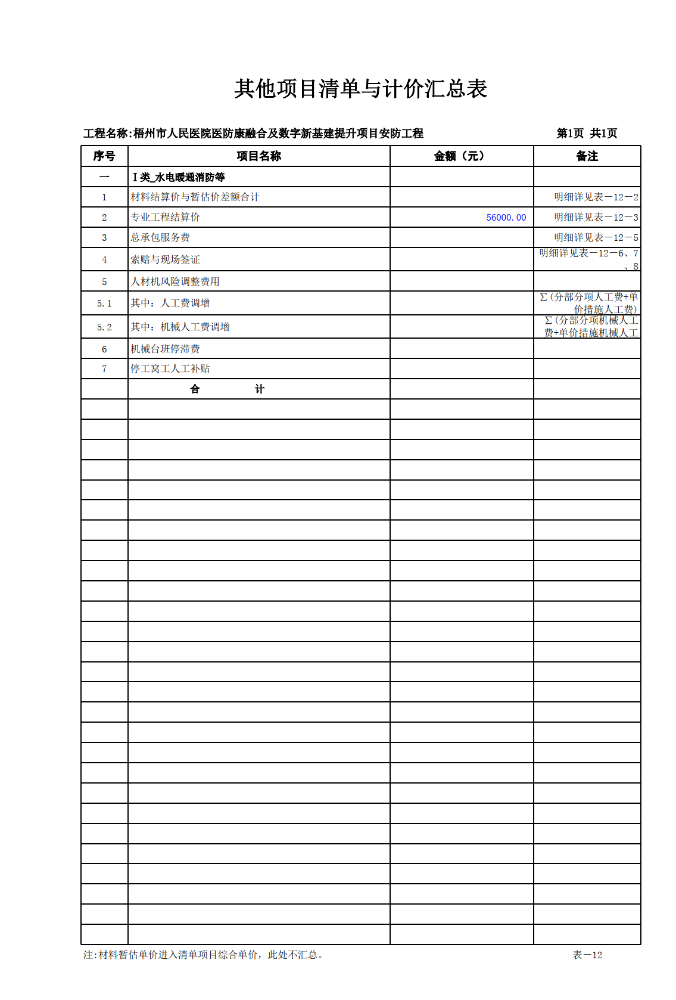 其他项目清单与计价汇总表
工程名称:梧州市人民医院医防康融合及数字新基建提升项目安防工程 第1页 共1页
序号 项目名称 金额（元） 备注
一 Ⅰ类_水电暖通消防等
1 材料结算价与暂估价差额合计 明细详见表－12－2
2 专业工程结算价 56000.00 明细详见表－12－3
3 总承包服务费 明细详见表－12－5
4 索赔与现场签证 明细详见表－12－6、7
、8
5 人材机风险调整费用
5.1 其中：人工费调增 Σ(分部分项人工费+单
价措施人工费)
5.2 其中：机械人工费调增 Σ(分部分项机械人工
费+单价措施机械人工
6 机械台班停滞费
7 停工窝工人工补贴
合 计
注:材料暂估单价进入清单项目综合单价，此处不汇总。 表－12